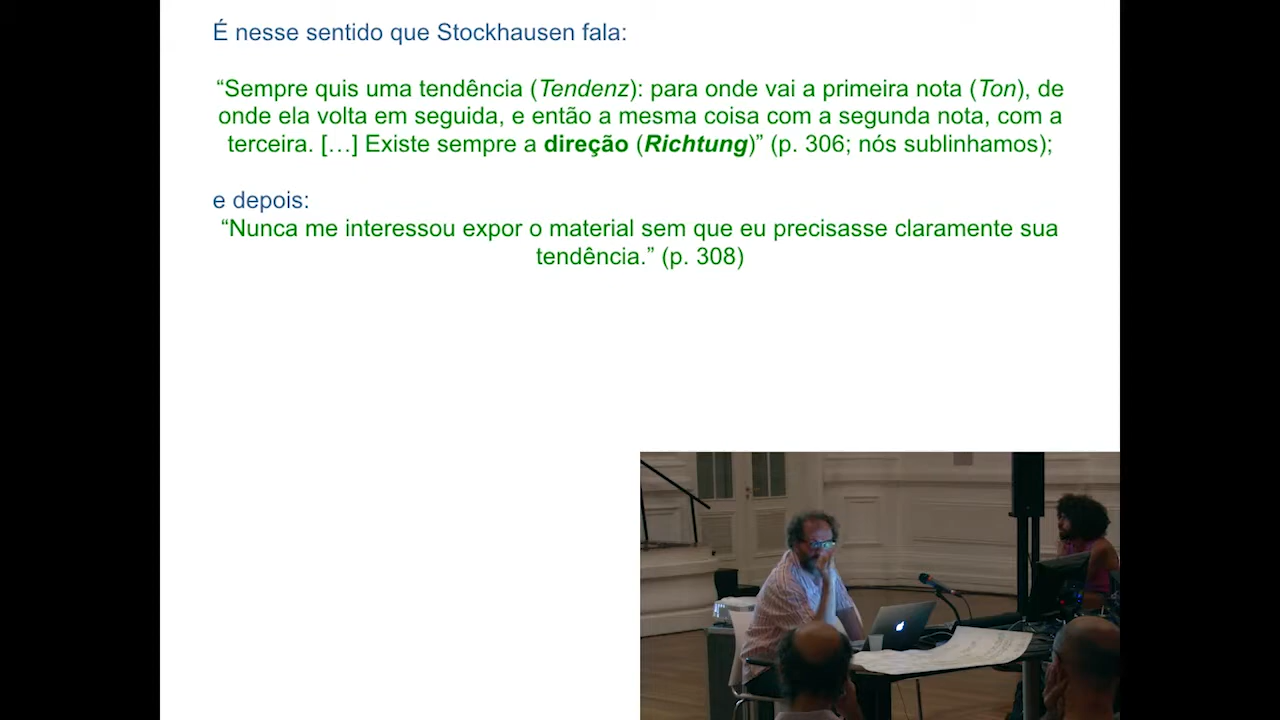 É nesse sentido que Stockhausen fala:
“Sempre quis uma tendência (Tendenz): para onde vai a primeira nota (Ton), de
onde ela volta em seguida, e então a mesma coisa com a segunda nota, com a
terceira. […] Existe sempre a direção (Richtung)” (p. 306; nós sublinhamos);
e depois:
“Nunca me interessou expor o material sem que eu precisasse claramente sua
tendência.” (p. 308)